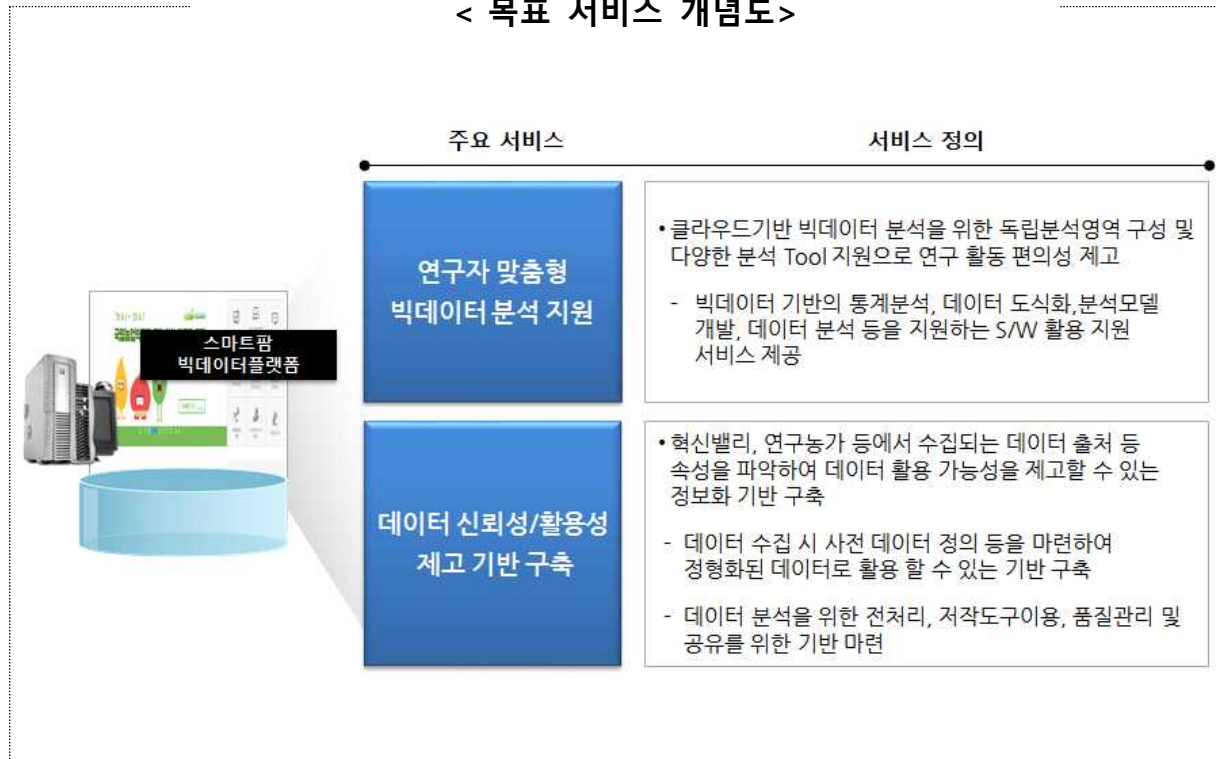 < 목표 서비스 개념도>
주요 서비스
서비스 정의
스마트팜
빅데이터플랫폼
연구자 맞춤형
빅데이터 분석 지원
•클라우드기반 빅데이터 분석을 위한 독립분석영역 구성 및
다양한 분석 Tool 지원으로 연구 활동 편의성 제고
- 빅데이터 기반의 통계분석, 데이터 도식화,분석모델
개발, 데이터 분석 등을 지원하는 S/W 활용 지원
서비스 제공
데이터 신뢰성/활용성
제고 기반 구축
•혁신밸리, 연구농가 등에서 수집되는 데이터 출처 등
속성을 파악하여 데이터 활용 가능성을 제고할 수 있는
정보화 기반 구축
- 데이터 수집 시 사전 데이터 정의 등을 마련하여
정형화된 데이터로 활용 할 수 있는 기반 구축
- 데이터 분석을 위한 전처리, 저작도구이용, 품질관리 및
공유를 위한 기반 마련